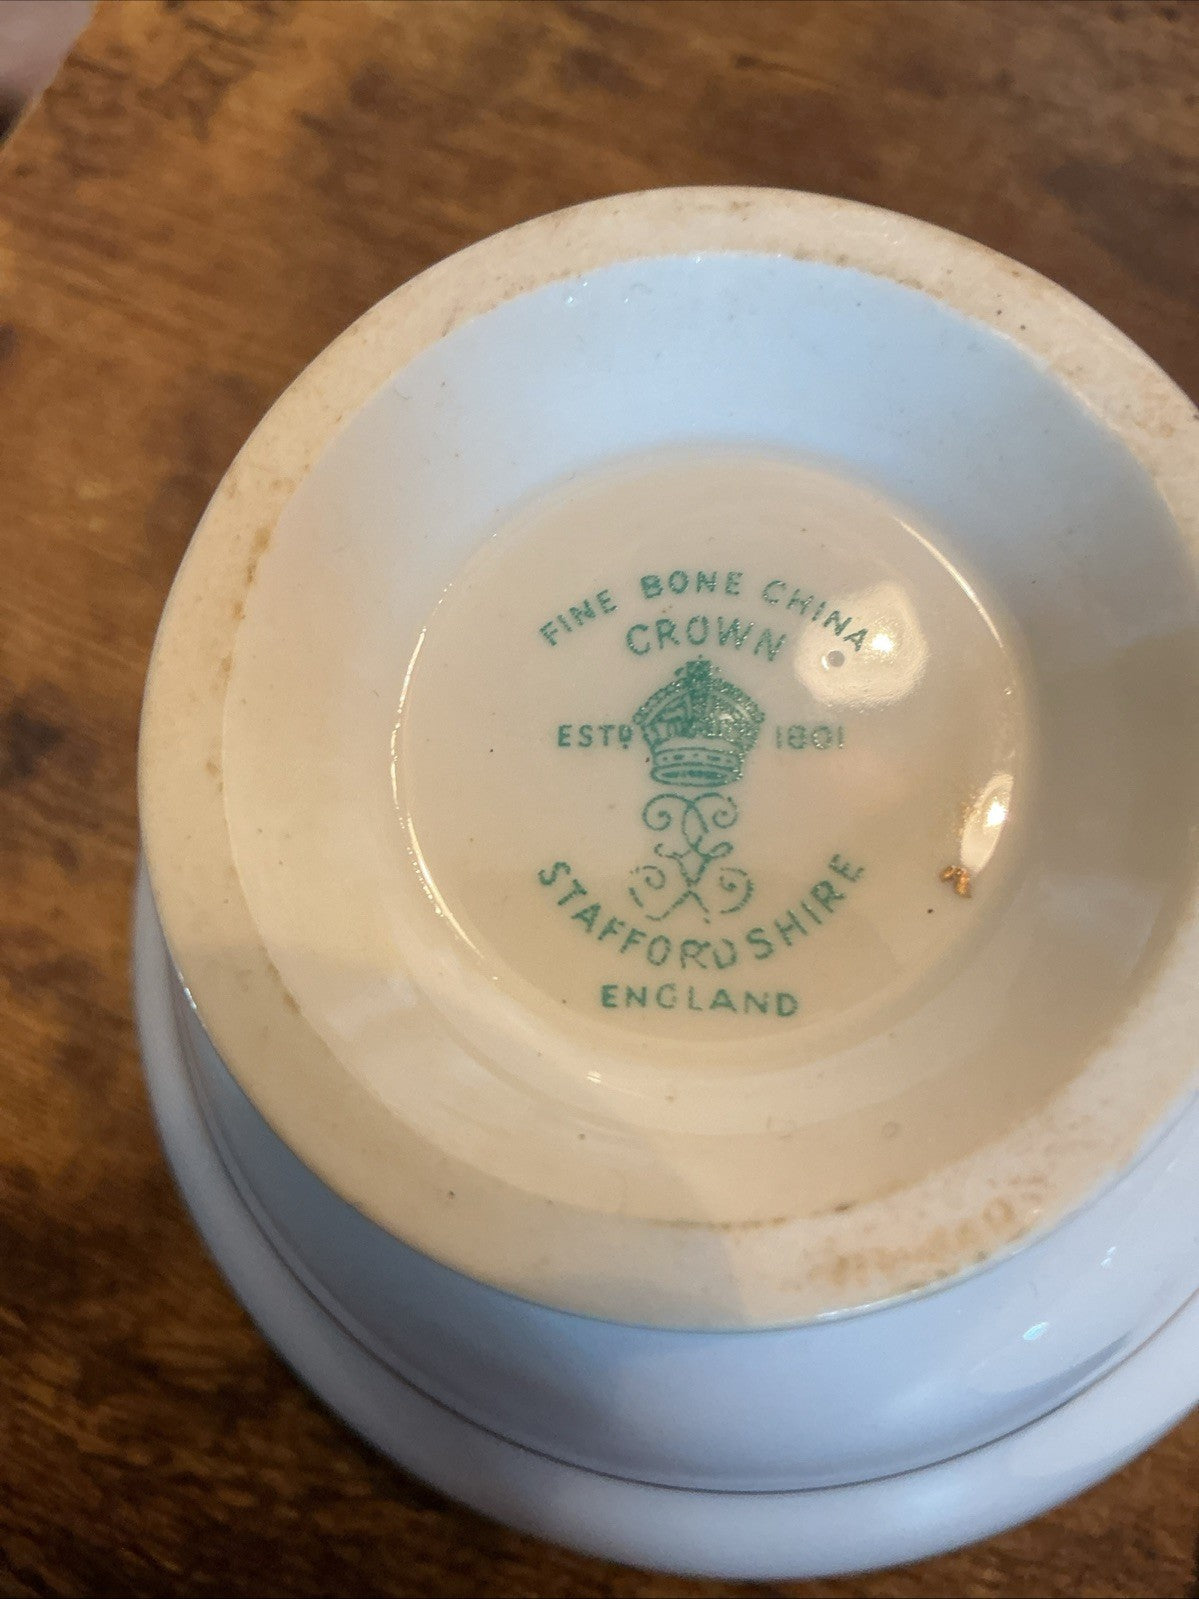 FINE BONE CHINA
CROWN
ESTD 1801
STAFFORDSHIRE
ENGLAND